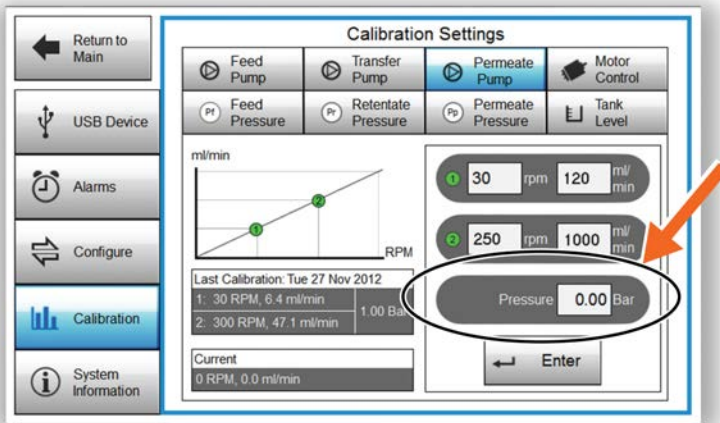 Return to
Main
USB Device
Alarms
Configure
Calibration
System
Information
Calibration Settings
Feed
Pump
Transfer
Pump
Permeate
Pump
Motor
Control
Pf
Feed
Pressure
Pr
Retentate
Pressure
Pp
Permeate
Pressure
Tank
Level
ml/min
2
1
RPM
Last Calibration: Tue 27 Nov 2012
1: 30 RPM, 6.4 ml/min
2: 300 RPM, 47.1 ml/min
1.00 Bar
Current
0 RPM, 0.0 ml/min
1 30 rpm 120 ml/
min
2 250 rpm 1000 ml/
min
Pressure 0.00 Bar
Enter